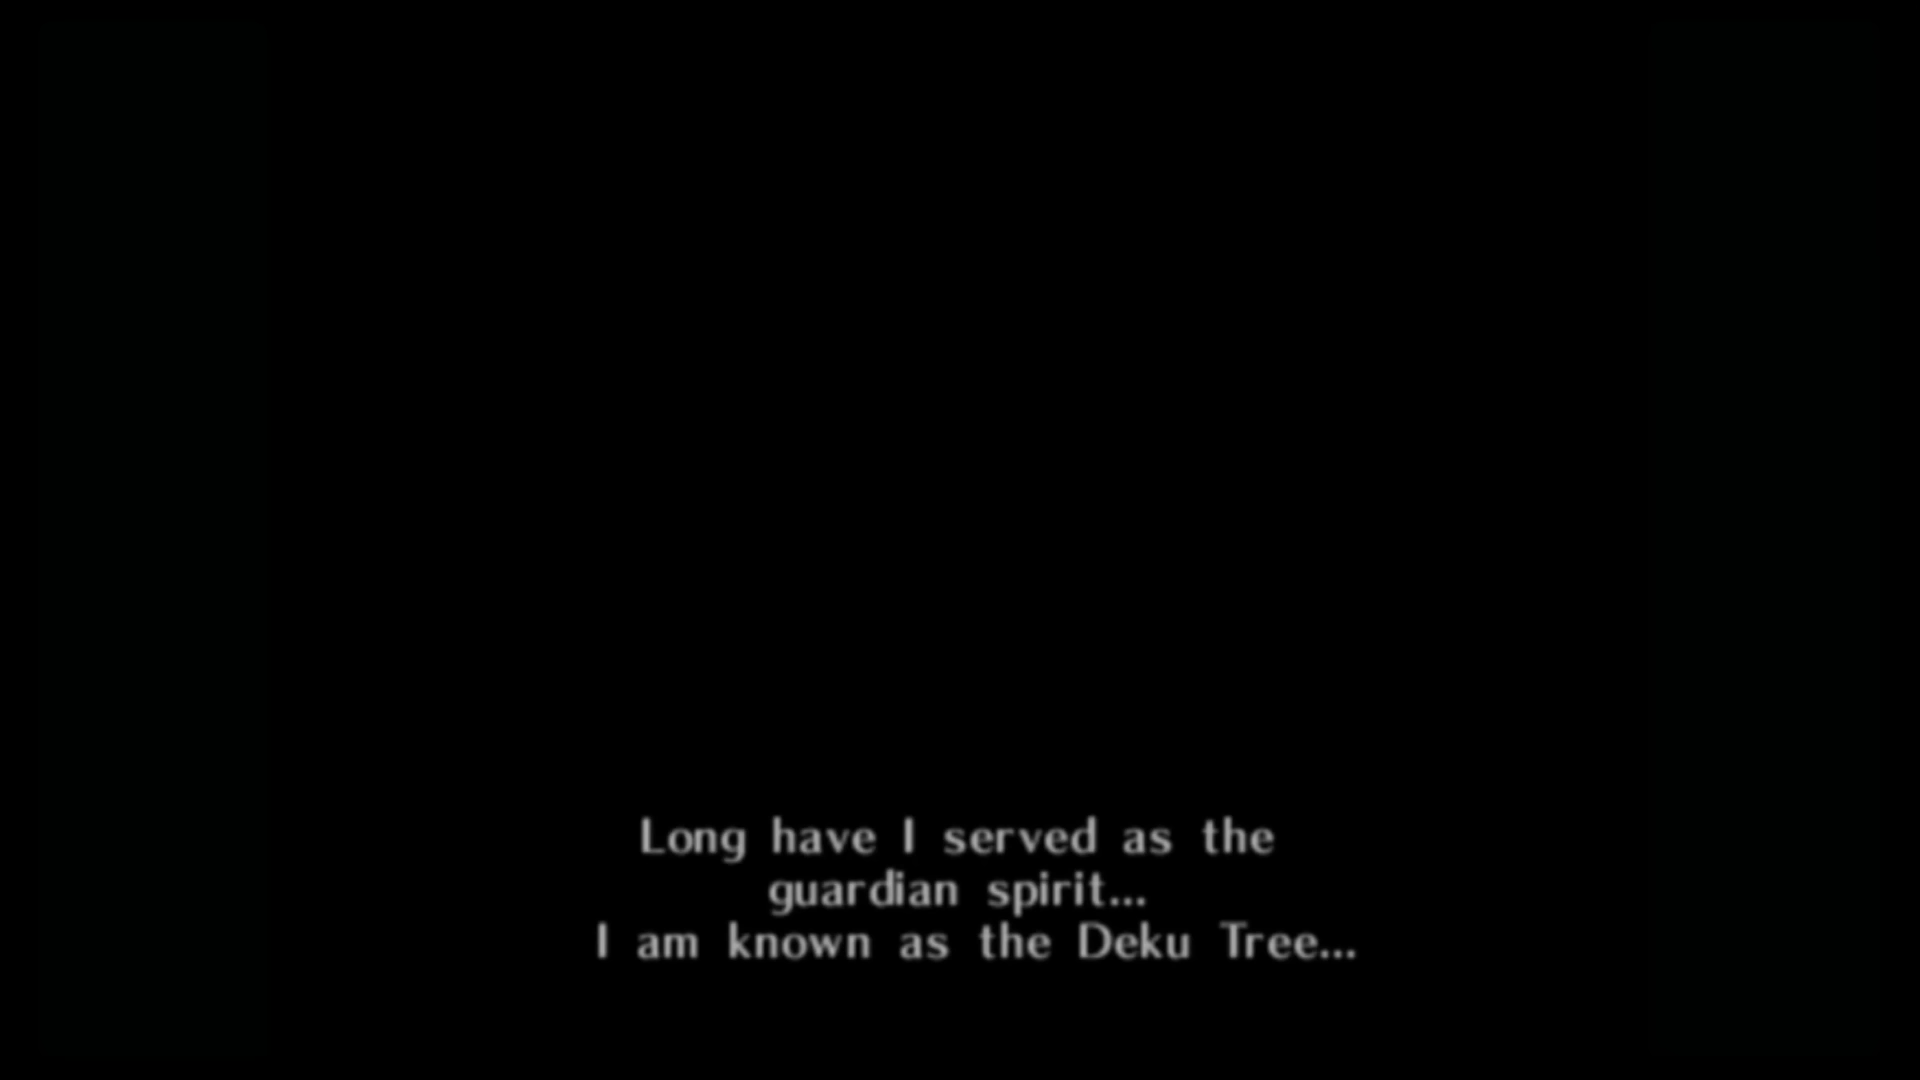 Long have I served as the
guardian spirit...
I am known as the Deku Tree...